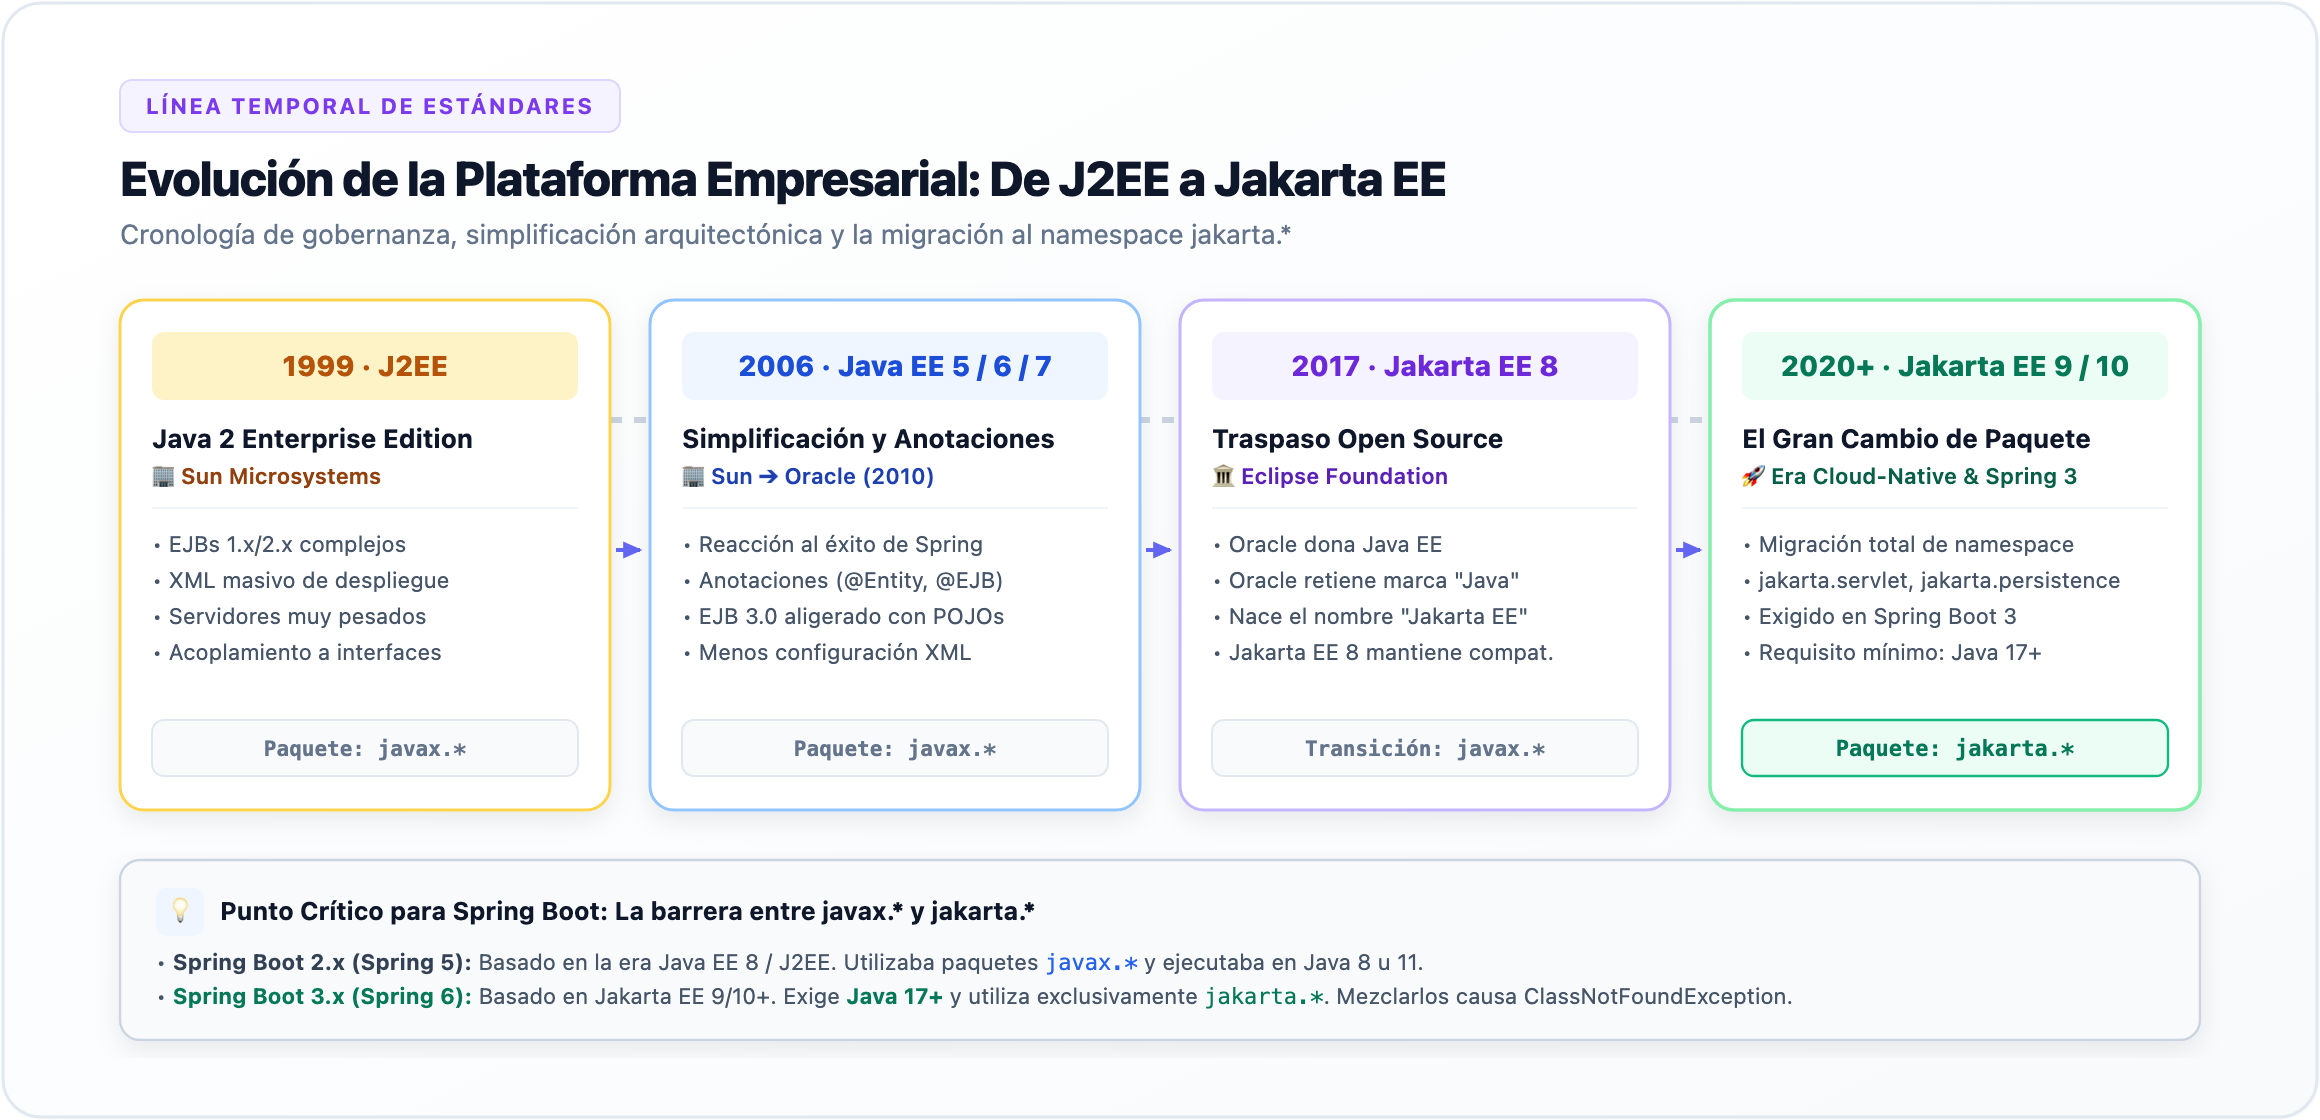 LÍNEA TEMPORAL DE ESTÁNDARES
Evolución de la Plataforma Empresarial: De J2EE a Jakarta EE
Cronología de gobernanza, simplificación arquitectónica y la migración al namespace jakarta.*
1999 · J2EE
Java 2 Enterprise Edition
🏢 Sun Microsystems
• EJBs 1.x/2.x complejos
• XML masivo de despliegue
• Servidores muy pesados
• Acoplamiento a interfaces
Paquete: javax.*
2006 · Java EE 5 / 6 / 7
Simplificación y Anotaciones
🏢 Sun ➔ Oracle (2010)
• Reacción al éxito de Spring
• Anotaciones (@Entity, @EJB)
• EJB 3.0 aligerado con POJOs
• Menos configuración XML
Paquete: javax.*
2017 · Jakarta EE 8
Traspaso Open Source
🏛️ Eclipse Foundation
• Oracle dona Java EE
• Oracle retiene marca "Java"
• Nace el nombre "Jakarta EE"
• Jakarta EE 8 mantiene compat.
Transición: javax.*
2020+ · Jakarta EE 9 / 10
El Gran Cambio de Paquete
🚀 Era Cloud-Native & Spring 3
• Migración total de namespace
• jakarta.servlet, jakarta.persistence
• Exigido en Spring Boot 3
• Requisito mínimo: Java 17+
Paquete: jakarta.*
💡 Punto Crítico para Spring Boot: La barrera entre javax.* y jakarta.*
• Spring Boot 2.x (Spring 5): Basado en la era Java EE 8 / J2EE. Utilizaba paquetes javax.* y ejecutaba en Java 8 u 11.
• Spring Boot 3.x (Spring 6): Basado en Jakarta EE 9/10+. Exige Java 17+ y utiliza exclusivamente jakarta.*. Mezclarlos causa ClassNotFoundException.